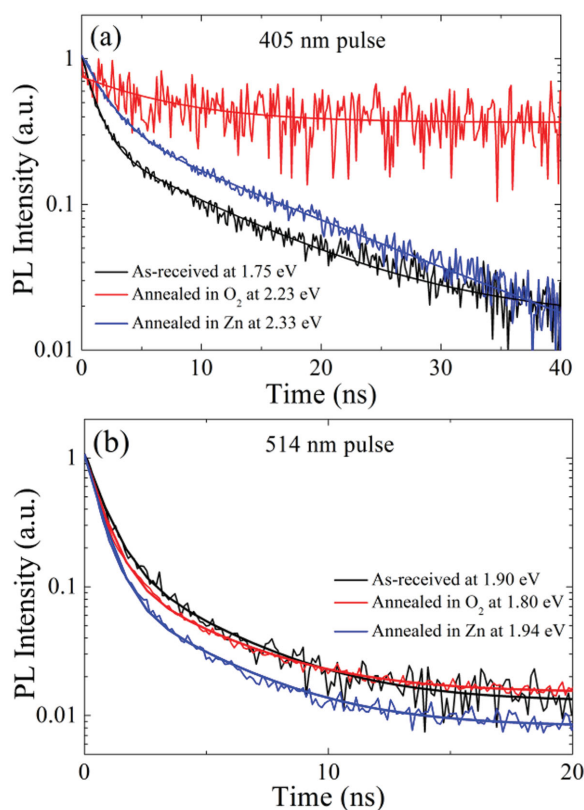 (a)
405 nm pulse
PL Intensity (a.u.)
1
0.1
0.01
As-received at 1.75 eV
Annealed in O₂ at 2.23 eV
Annealed in Zn at 2.33 eV
0 10 20 30 40
Time (ns)
(b)
514 nm pulse
PL Intensity (a.u.)
1
0.1
0.01
As-received at 1.90 eV
Annealed in O₂ at 1.80 eV
Annealed in Zn at 1.94 eV
0 10 20
Time (ns)